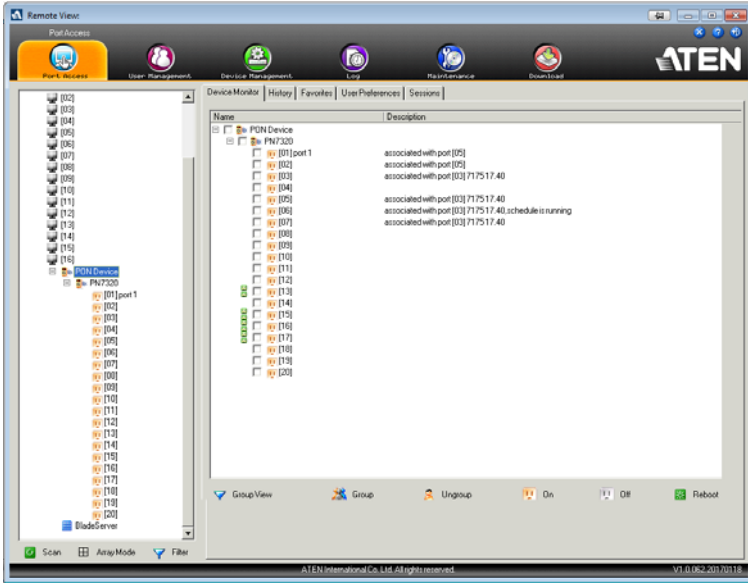 Remote View:
PortAccess
Port Access
User Management
Device Management
Log
Maintenance
Download
ATEN
[02]
[03]
[04]
[05]
[06]
[07]
[08]
[09]
[10]
[11]
[12]
[13]
[14]
[15]
[16]
PON Device
PN7320
[01]port 1
[02]
[03]
[04]
[05]
[06]
[07]
[08]
[09]
[10]
[11]
[12]
[13]
[14]
[15]
[16]
[17]
[18]
[19]
[20]
BladeServer
Scan Array Mode Filter
Device Monitor History Favorites User Preferences Sessions
Name Description
PON Device
PN7320
[01] port 1 associated with port [05]
[02] associated with port [05]
[03] associated with port [03] 717517.40
[04]
[05] associated with port [03] 717517.40
[06] associated with port [03] 717517.40,schedule is running
[07] associated with port [03] 717517.40
[08]
[09]
[10]
[11]
[12]
[13]
[14]
[15]
[16]
[17]
[18]
[19]
[20]
Group View Group Ungroup On Off Reboot
ATEN International Co. Ltd. All rights reserved. V1.0.062.20170118